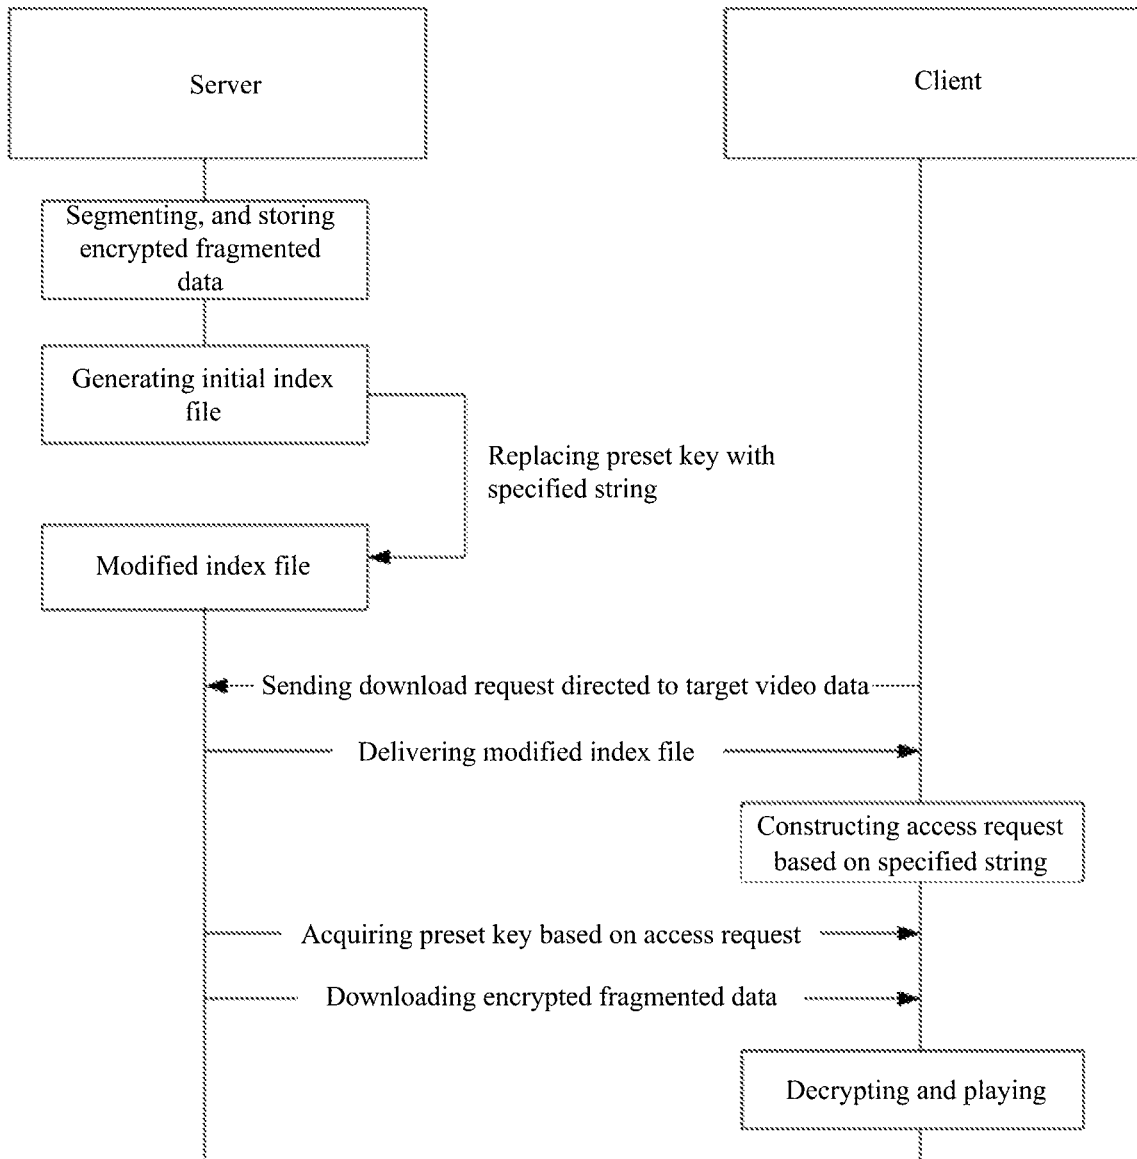 Server
Client
Segmenting, and storing
encrypted fragmented
data
Generating initial index
file
Replacing preset key with
specified string
Modified index file
Sending download request directed to target video data
Delivering modified index file
Constructing access request
based on specified string
Acquiring preset key based on access request
Downloading encrypted fragmented data
Decrypting and playing